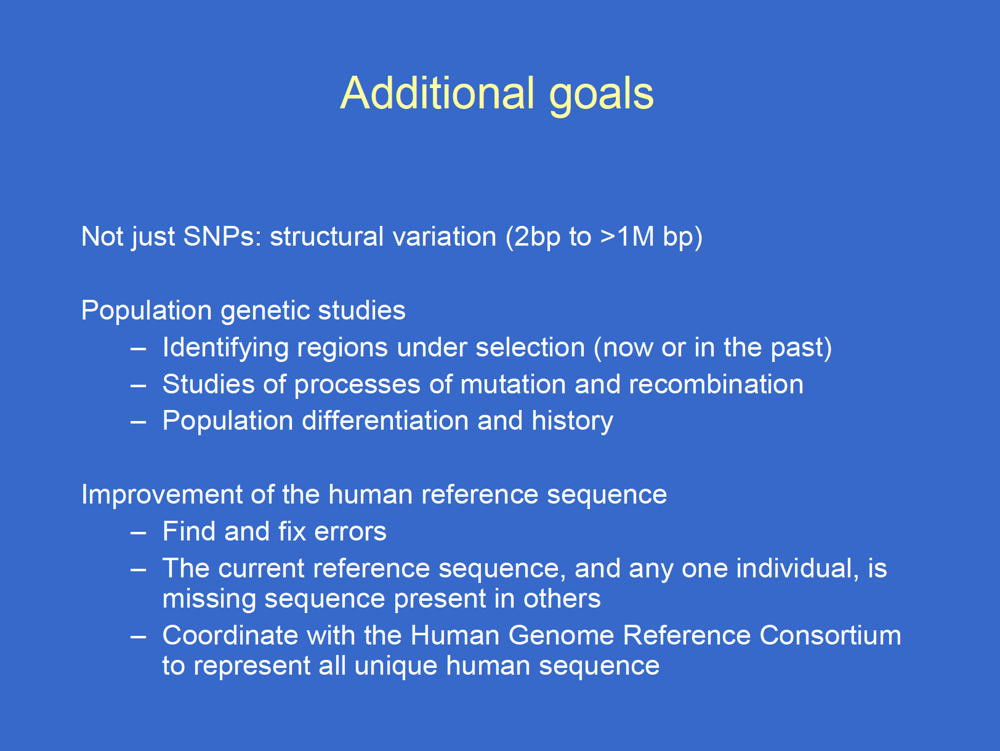 Additional goals
Not just SNPs: structural variation (2bp to >1M bp)
Population genetic studies
– Identifying regions under selection (now or in the past)
– Studies of processes of mutation and recombination
– Population differentiation and history
Improvement of the human reference sequence
– Find and fix errors
– The current reference sequence, and any one individual, is
missing sequence present in others
– Coordinate with the Human Genome Reference Consortium
to represent all unique human sequence